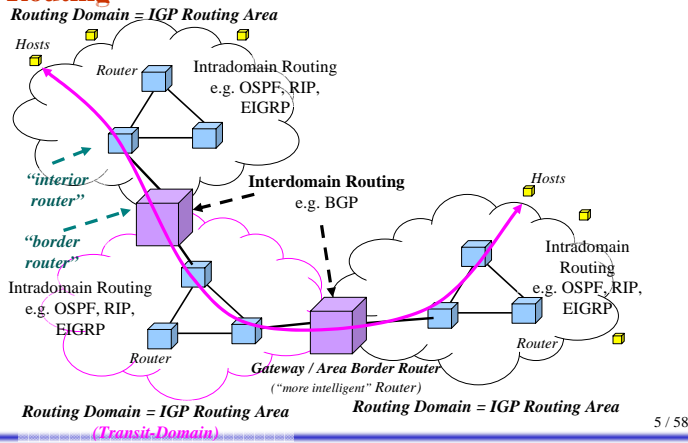 Routing
Routing Domain = IGP Routing Area
Hosts
Router
Intradomain Routing
e.g. OSPF, RIP,
EIGRP
“interior
router”
“border
router”
Interdomain Routing
e.g. BGP
Hosts
Intradomain
Routing
e.g. OSPF, RIP,
EIGRP
Router
Intradomain Routing
e.g. OSPF, RIP,
EIGRP
Router
Gateway / Area Border Router
(“more intelligent” Router)
Routing Domain = IGP Routing Area
(Transit-Domain)
Routing Domain = IGP Routing Area
5 / 58